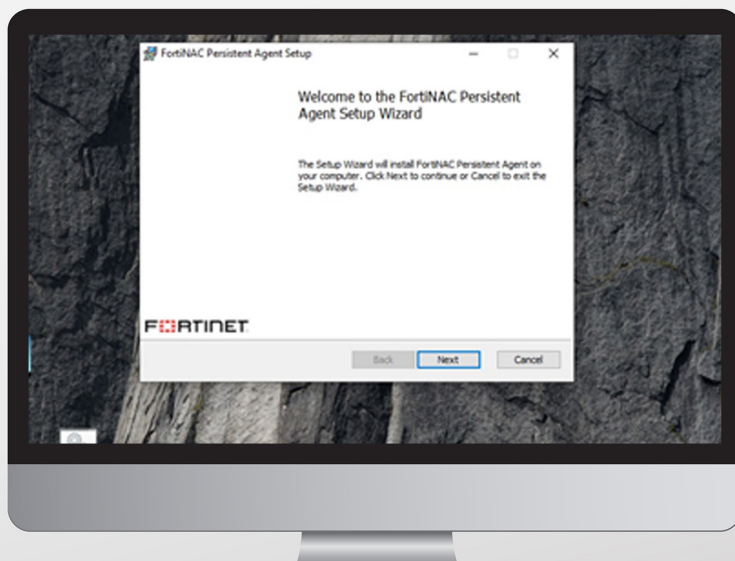 FortiNAC Persistent Agent Setup
Welcome to the FortiNAC Persistent
Agent Setup Wizard
The Setup Wizard will install FortiNAC Persistent Agent on
your computer. Click Next to continue or Cancel to exit the
Setup Wizard.
FORTINET
Back Next Cancel